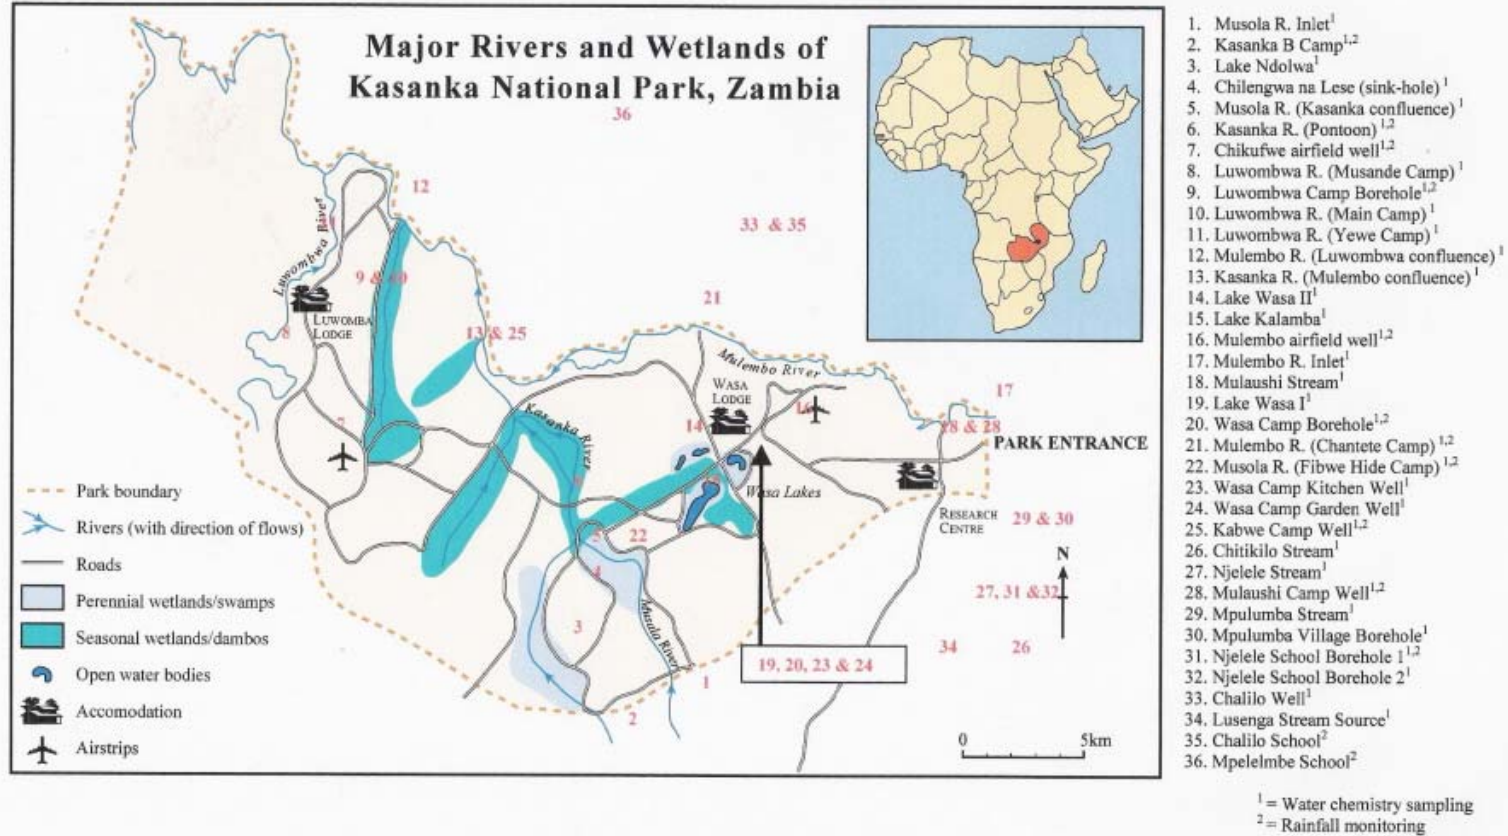 Major Rivers and Wetlands of
Kasanka National Park, Zambia
36
12
33 & 35
Luwombwa River
9 & 10
21
8
LUWOMBA
LODGE
13 & 25
Mulembo River
WASA
LODGE
17
16
14
Kasanka River
18 & 28
PARK ENTRANCE
7
6
Wasa Lakes
RESEARCH
CENTRE
29 & 30
5
22
4
N
27, 31 &32
3
Musula River
34
26
19, 20, 23 & 24
1
2
0
5km
Park boundary
Rivers (with direction of flows)
Roads
Perennial wetlands/swamps
Seasonal wetlands/dambos
Open water bodies
Accomodation
Airstrips
1. Musola R. Inlet1
2. Kasanka B Camp1,2
3. Lake Ndolwa1
4. Chilengwa na Lese (sink-hole) 1
5. Musola R. (Kasanka confluence) 1
6. Kasanka R. (Pontoon) 1,2
7. Chikufwe airfield well1,2
8. Luwombwa R. (Musande Camp) 1
9. Luwombwa Camp Borehole1,2
10. Luwombwa R. (Main Camp) 1
11. Luwombwa R. (Yewe Camp) 1
12. Mulembo R. (Luwombwa confluence) 1
13. Kasanka R. (Mulembo confluence) 1
14. Lake Wasa II1
15. Lake Kalamba1
16. Mulembo airfield well1,2
17. Mulembo R. Inlet1
18. Mulaushi Stream1
19. Lake Wasa I1
20. Wasa Camp Borehole1,2
21. Mulembo R. (Chantete Camp) 1,2
22. Musola R. (Fibwe Hide Camp) 1,2
23. Wasa Camp Kitchen Well1
24. Wasa Camp Garden Well1
25. Kabwe Camp Well1,2
26. Chitikilo Stream1
27. Njelele Stream1
28. Mulaushi Camp Well1,2
29. Mpulumba Stream1
30. Mpulumba Village Borehole1
31. Njelele School Borehole 11,2
32. Njelele School Borehole 21
33. Chalilo Well1
34. Lusenga Stream Source1
35. Chalilo School2
36. Mpelelmbe School2
1 = Water chemistry sampling
2 = Rainfall monitoring